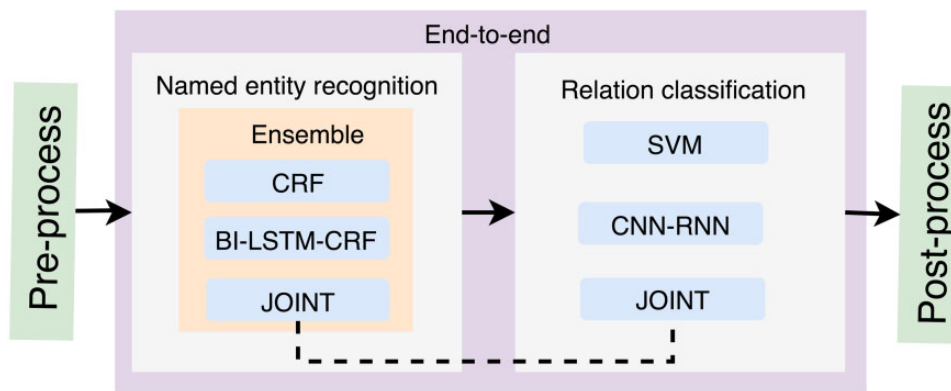 End-to-end
Pre-process
Named entity recognition
Ensemble
CRF
BI-LSTM-CRF
JOINT
Relation classification
SVM
CNN-RNN
JOINT
Post-process